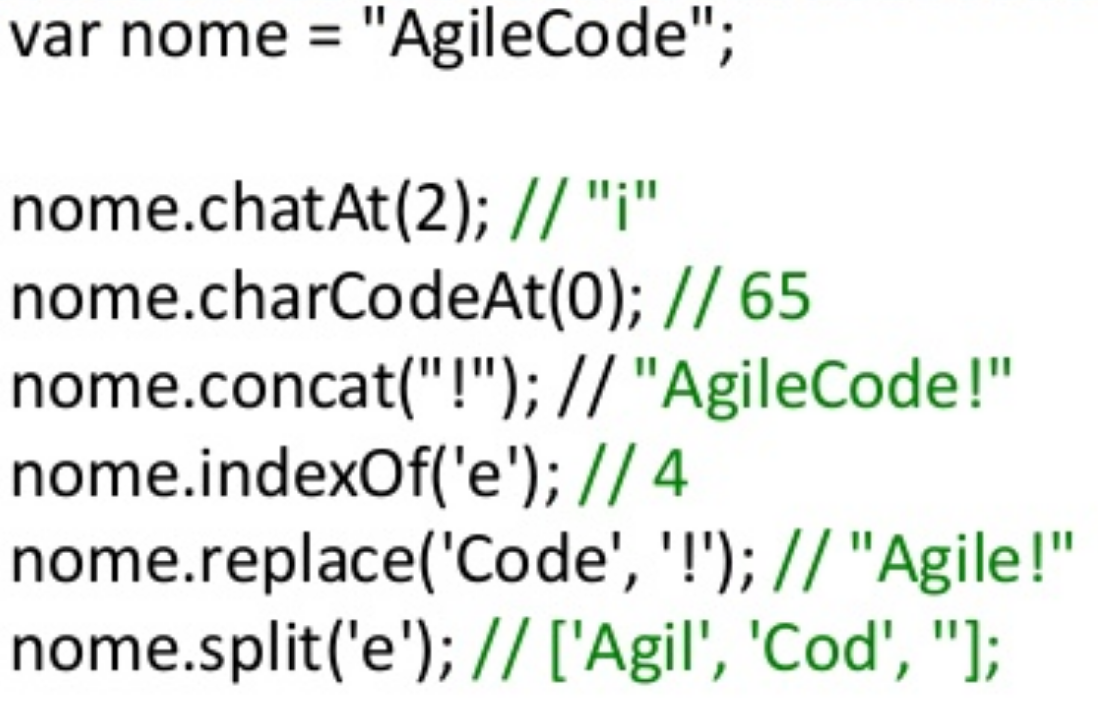 var nome = "AgileCode";
nome.chatAt(2); // "i"
nome.charCodeAt(0); // 65
nome.concat("!"); // "AgileCode!"
nome.indexOf('e'); // 4
nome.replace('Code', '!'); // "Agile!"
nome.split('e'); // ['Agil', 'Cod', ''];